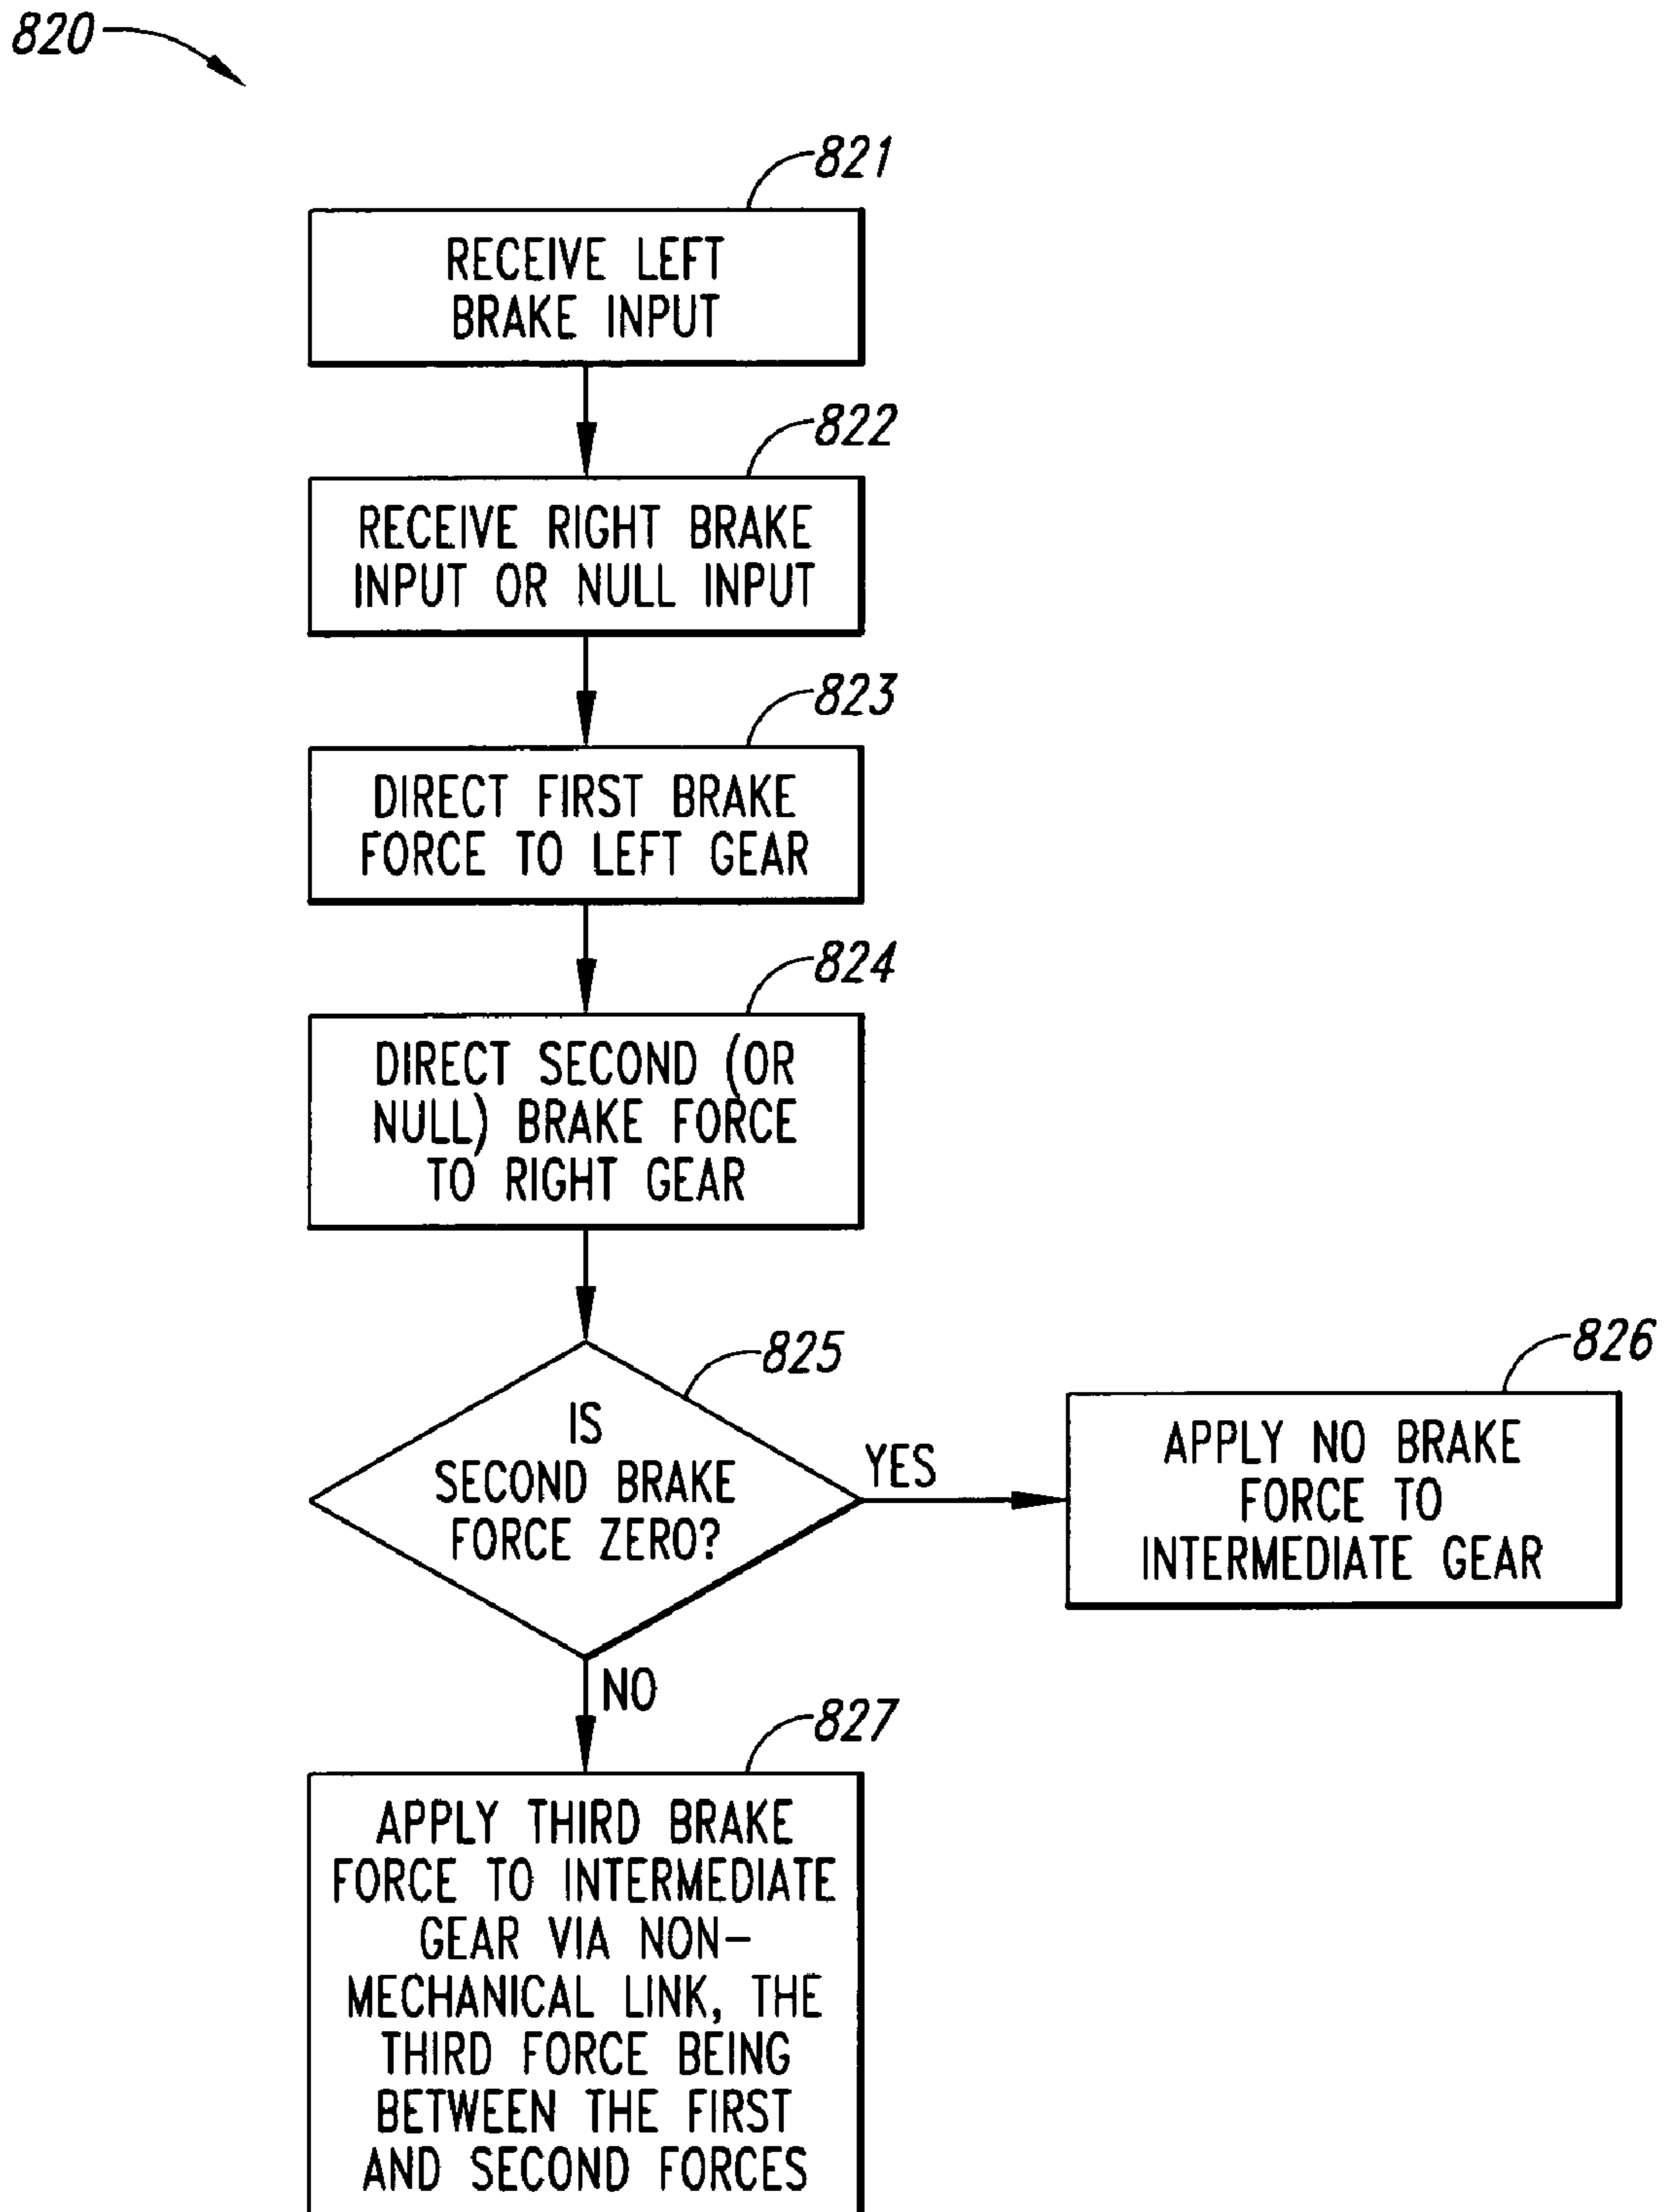 820
821
RECEIVE LEFT
BRAKE INPUT
822
RECEIVE RIGHT BRAKE
INPUT OR NULL INPUT
823
DIRECT FIRST BRAKE
FORCE TO LEFT GEAR
824
DIRECT SECOND (OR
NULL) BRAKE FORCE
TO RIGHT GEAR
825
IS
SECOND BRAKE
FORCE ZERO?
YES
826
APPLY NO BRAKE
FORCE TO
INTERMEDIATE GEAR
NO
827
APPLY THIRD BRAKE
FORCE TO INTERMEDIATE
GEAR VIA NON-
MECHANICAL LINK, THE
THIRD FORCE BEING
BETWEEN THE FIRST
AND SECOND FORCES